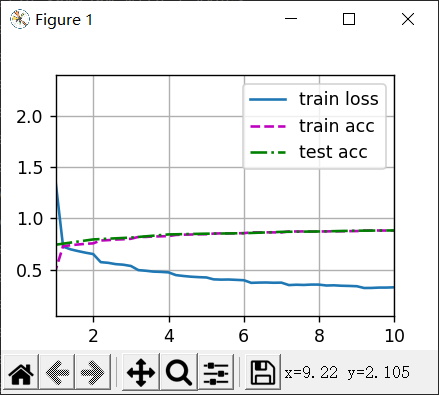 Figure 1
train loss
train acc
test acc
2.0
1.5
1.0
0.5
2 4 6 8 10
x=9.22 y=2.105